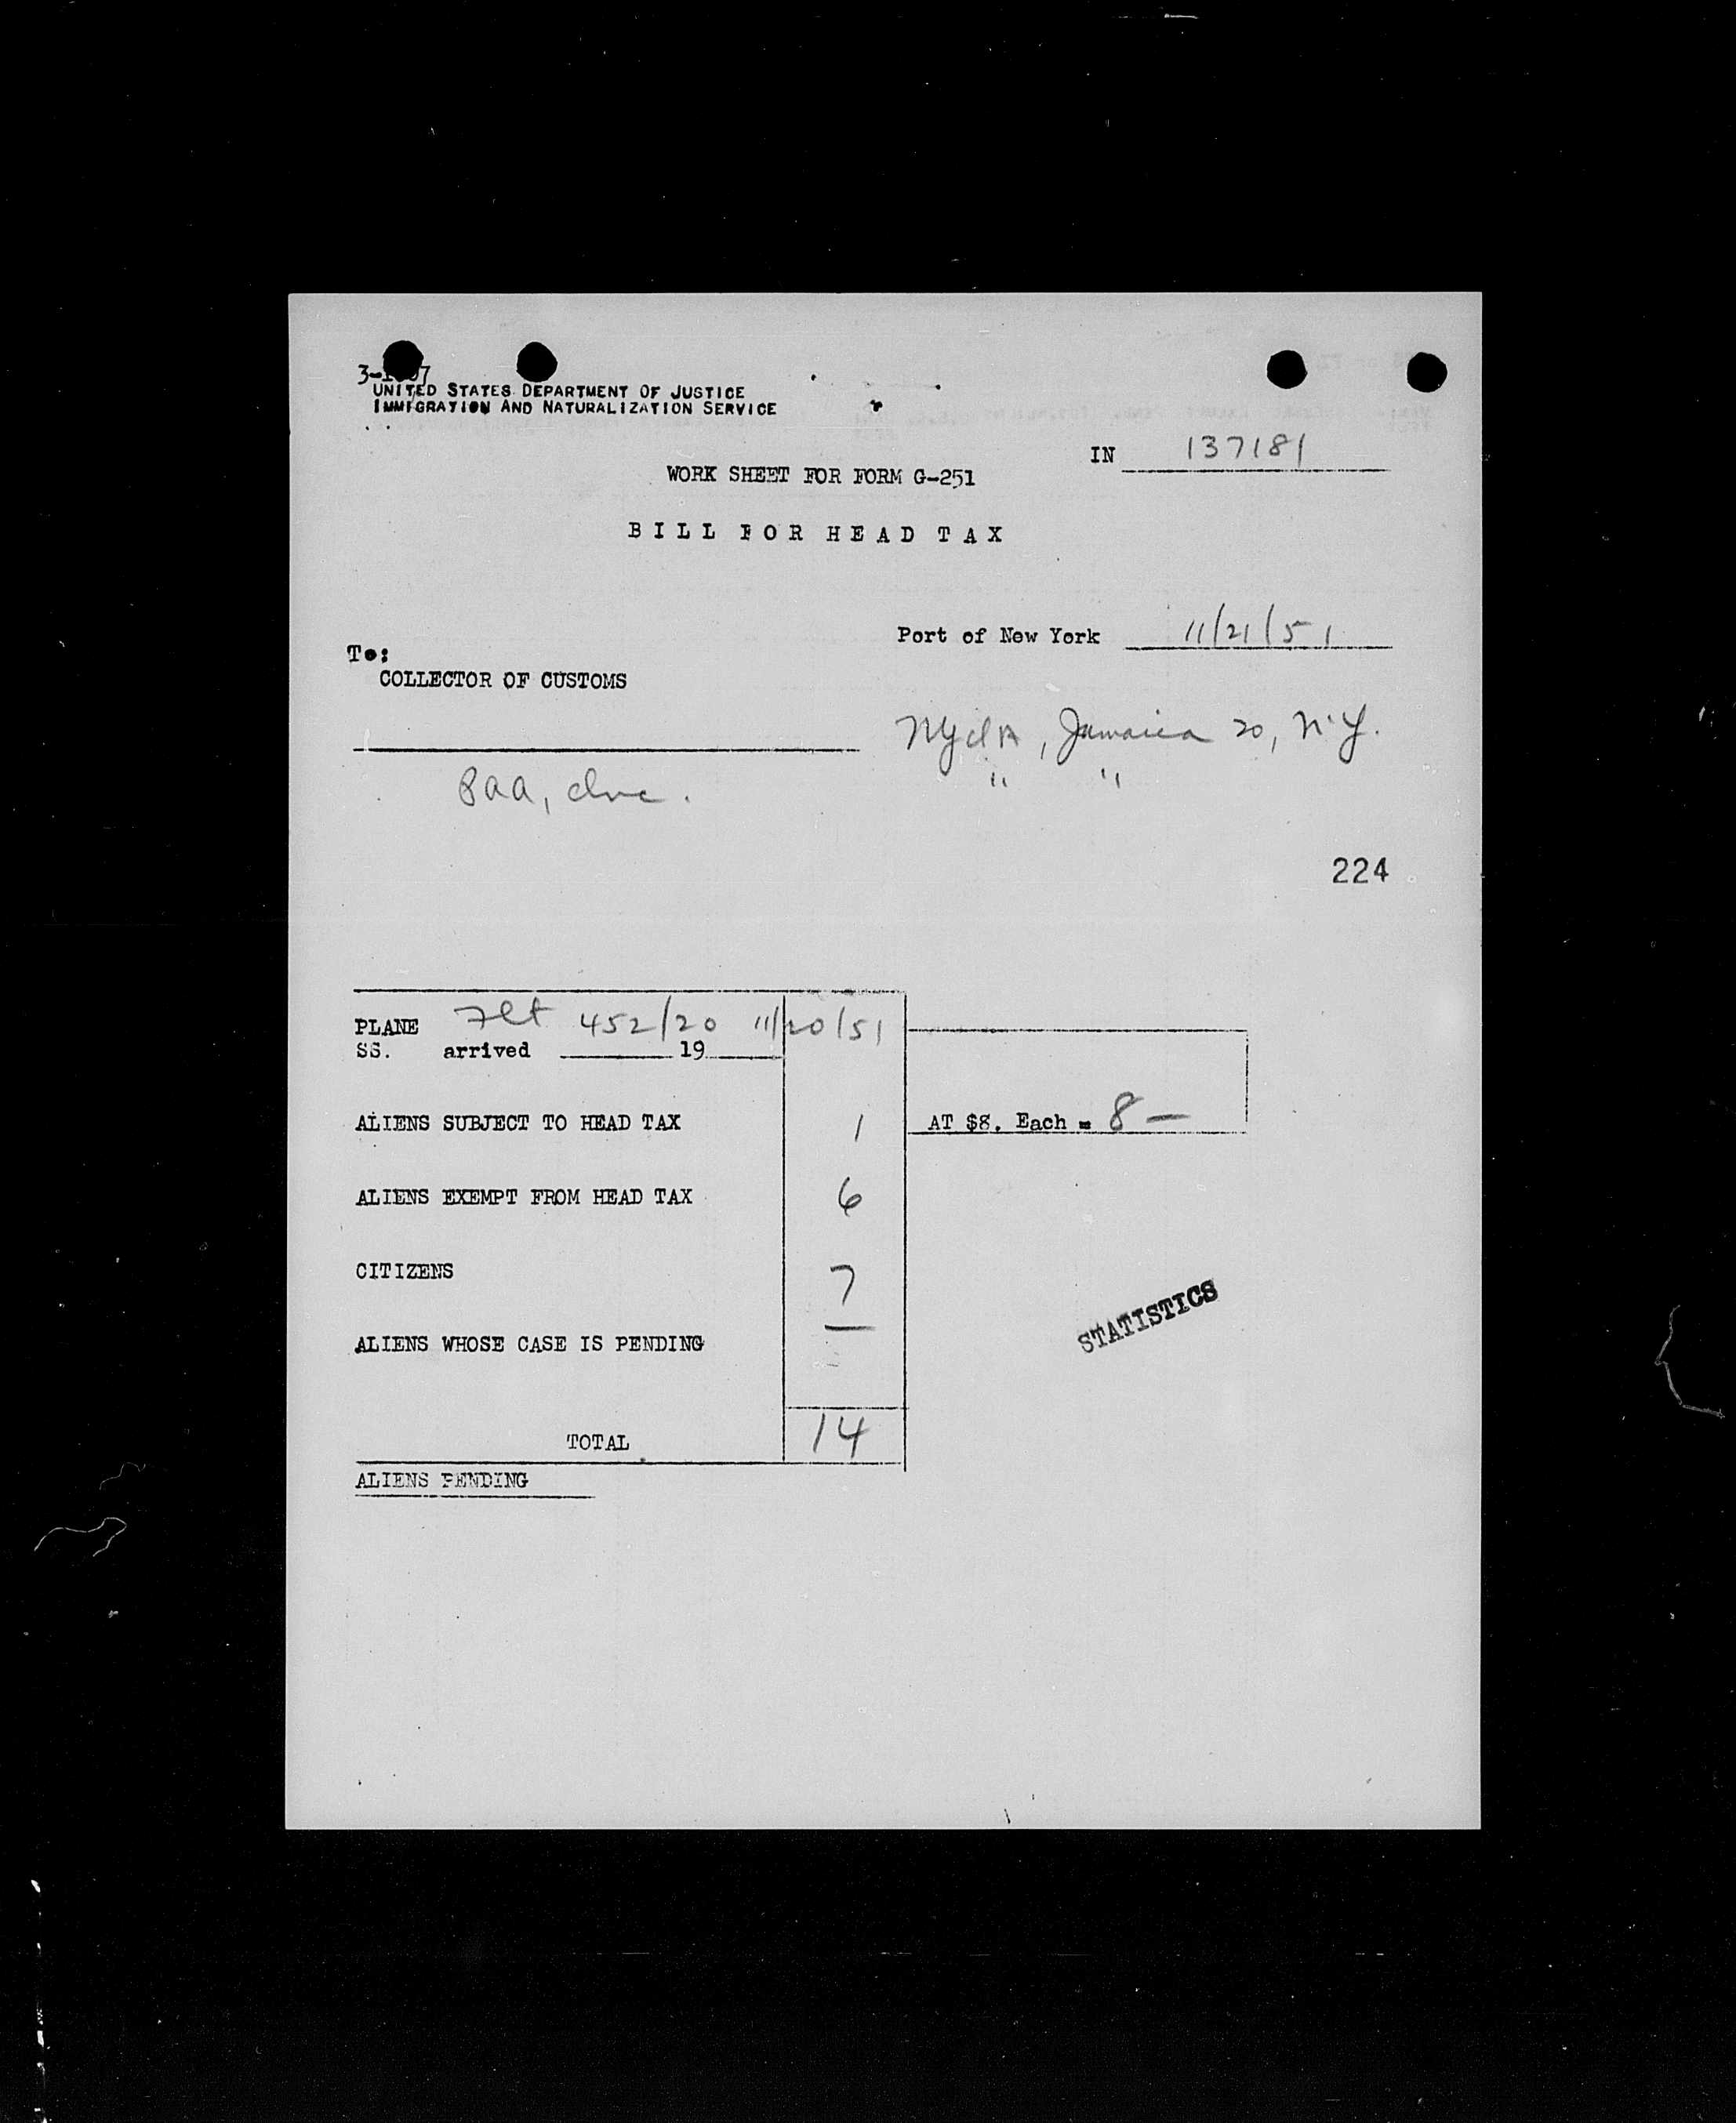 UNITED STATES DEPARTMENT OF JUSTICE
IMMIGRATION AND NATURALIZATION SERVICE
IN 137181
WORK SHEET FOR FORM G-251
BILL FOR HEAD TAX
Port of New York 11/21/51
To:
COLLECTOR OF CUSTOMS
NYIA, Jamaica 20, N.Y.
" "
PAA, Inc.
224
PLANE Flt 452/20 11/20/51
SS. arrived 19
ALIENS SUBJECT TO HEAD TAX 1 AT $8. Each = 8 —
ALIENS EXEMPT FROM HEAD TAX 6
CITIZENS 7
ALIENS WHOSE CASE IS PENDING —
STATISTICS
TOTAL 14
ALIENS PENDING